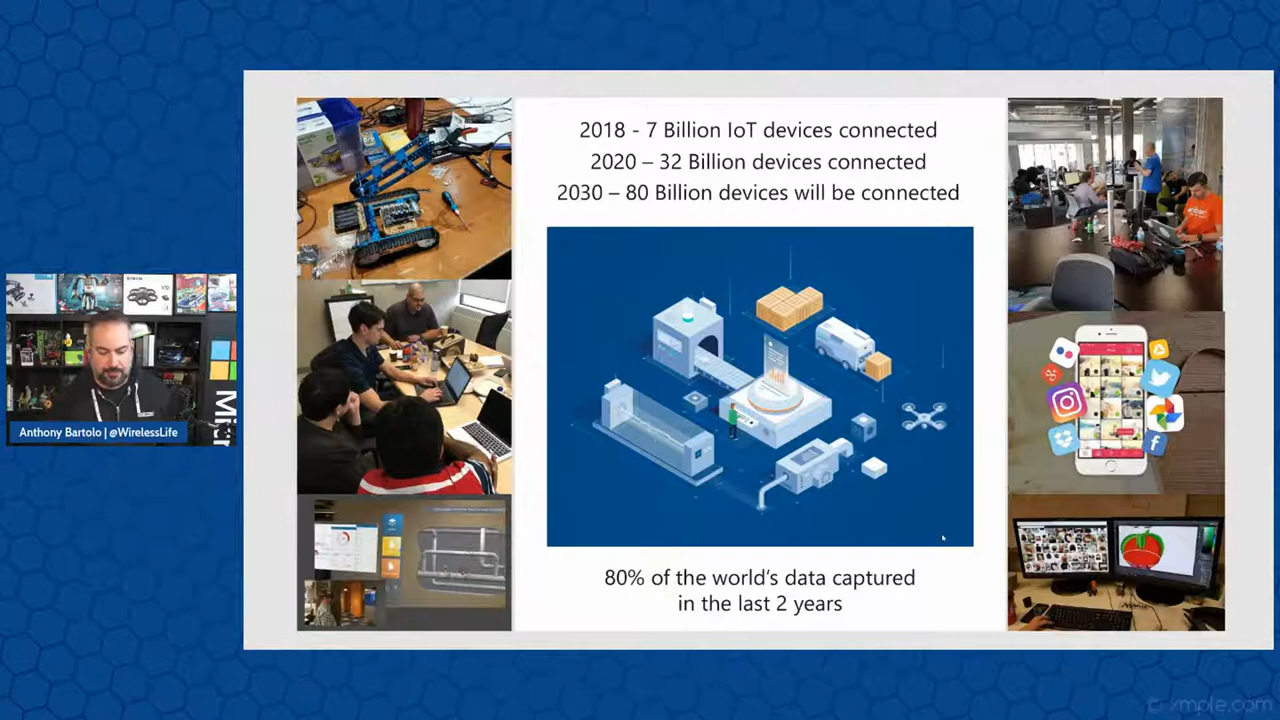 2018 - 7 Billion IoT devices connected
2020 – 32 Billion devices connected
2030 – 80 Billion devices will be connected
Anthony Bartolo | @WirelessLife
80% of the world's data captured
in the last 2 years